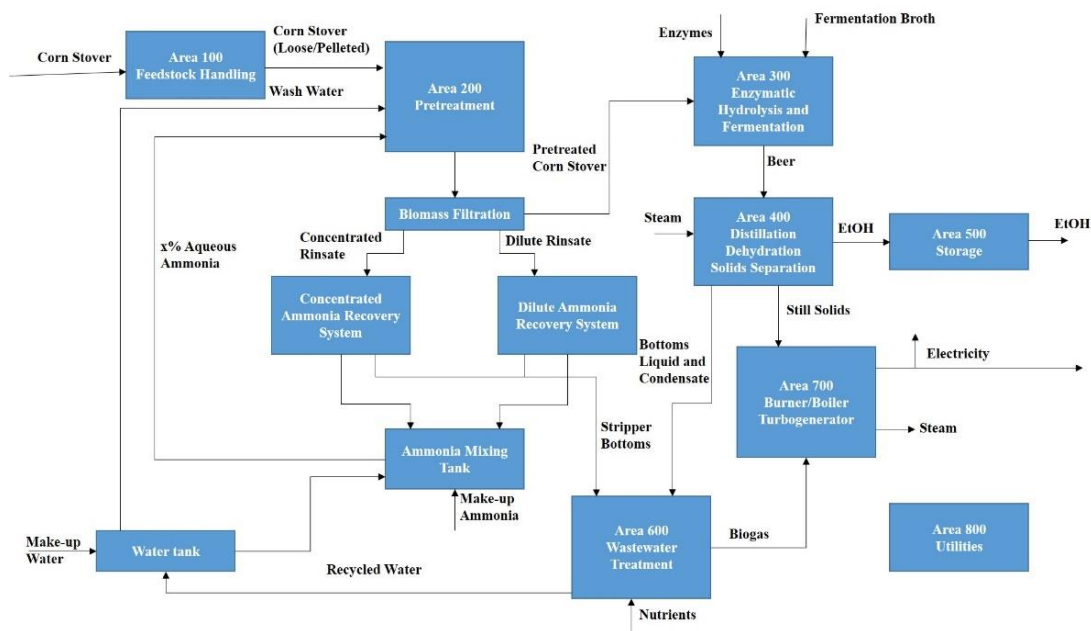 Corn Stover
Area 100
Feedstock Handling
Corn Stover
(Loose/Pelleted)
Wash Water
Area 200
Pretreatment
Enzymes
Fermentation Broth
Area 300
Enzymatic
Hydrolysis and
Fermentation
Pretreated
Corn Stover
Beer
Biomass Filtration
Steam
Area 400
Distillation
Dehydration
Solids Separation
EtOH
Area 500
Storage
EtOH
x% Aqueous
Ammonia
Concentrated
Rinsate
Dilute Rinsate
Concentrated
Ammonia Recovery
System
Dilute Ammonia
Recovery System
Still Solids
Bottoms
Liquid and
Condensate
Area 700
Burner/Boiler
Turbogenerator
Electricity
Steam
Stripper
Bottoms
Ammonia Mixing
Tank
Make-up
Ammonia
Make-up
Water
Water tank
Recycled Water
Area 600
Wastewater
Treatment
Biogas
Nutrients
Area 800
Utilities